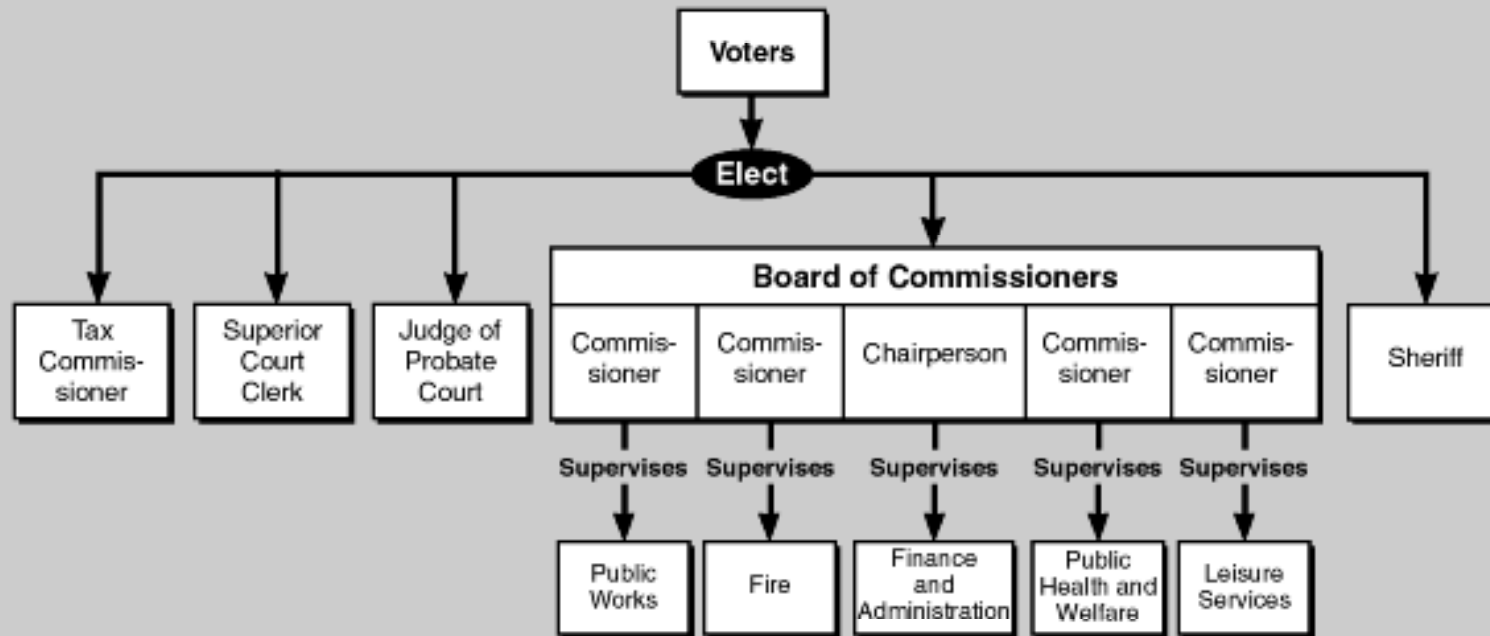 Voters
Elect
Board of Commissioners
Tax
Commis-
sioner
Superior
Court
Clerk
Judge of
Probate
Court
Commis-
sioner
Commis-
sioner
Chairperson
Commis-
sioner
Commis-
sioner
Sheriff
Supervises
Supervises
Supervises
Supervises
Supervises
Public
Works
Fire
Finance
and
Administration
Public
Health and
Welfare
Leisure
Services